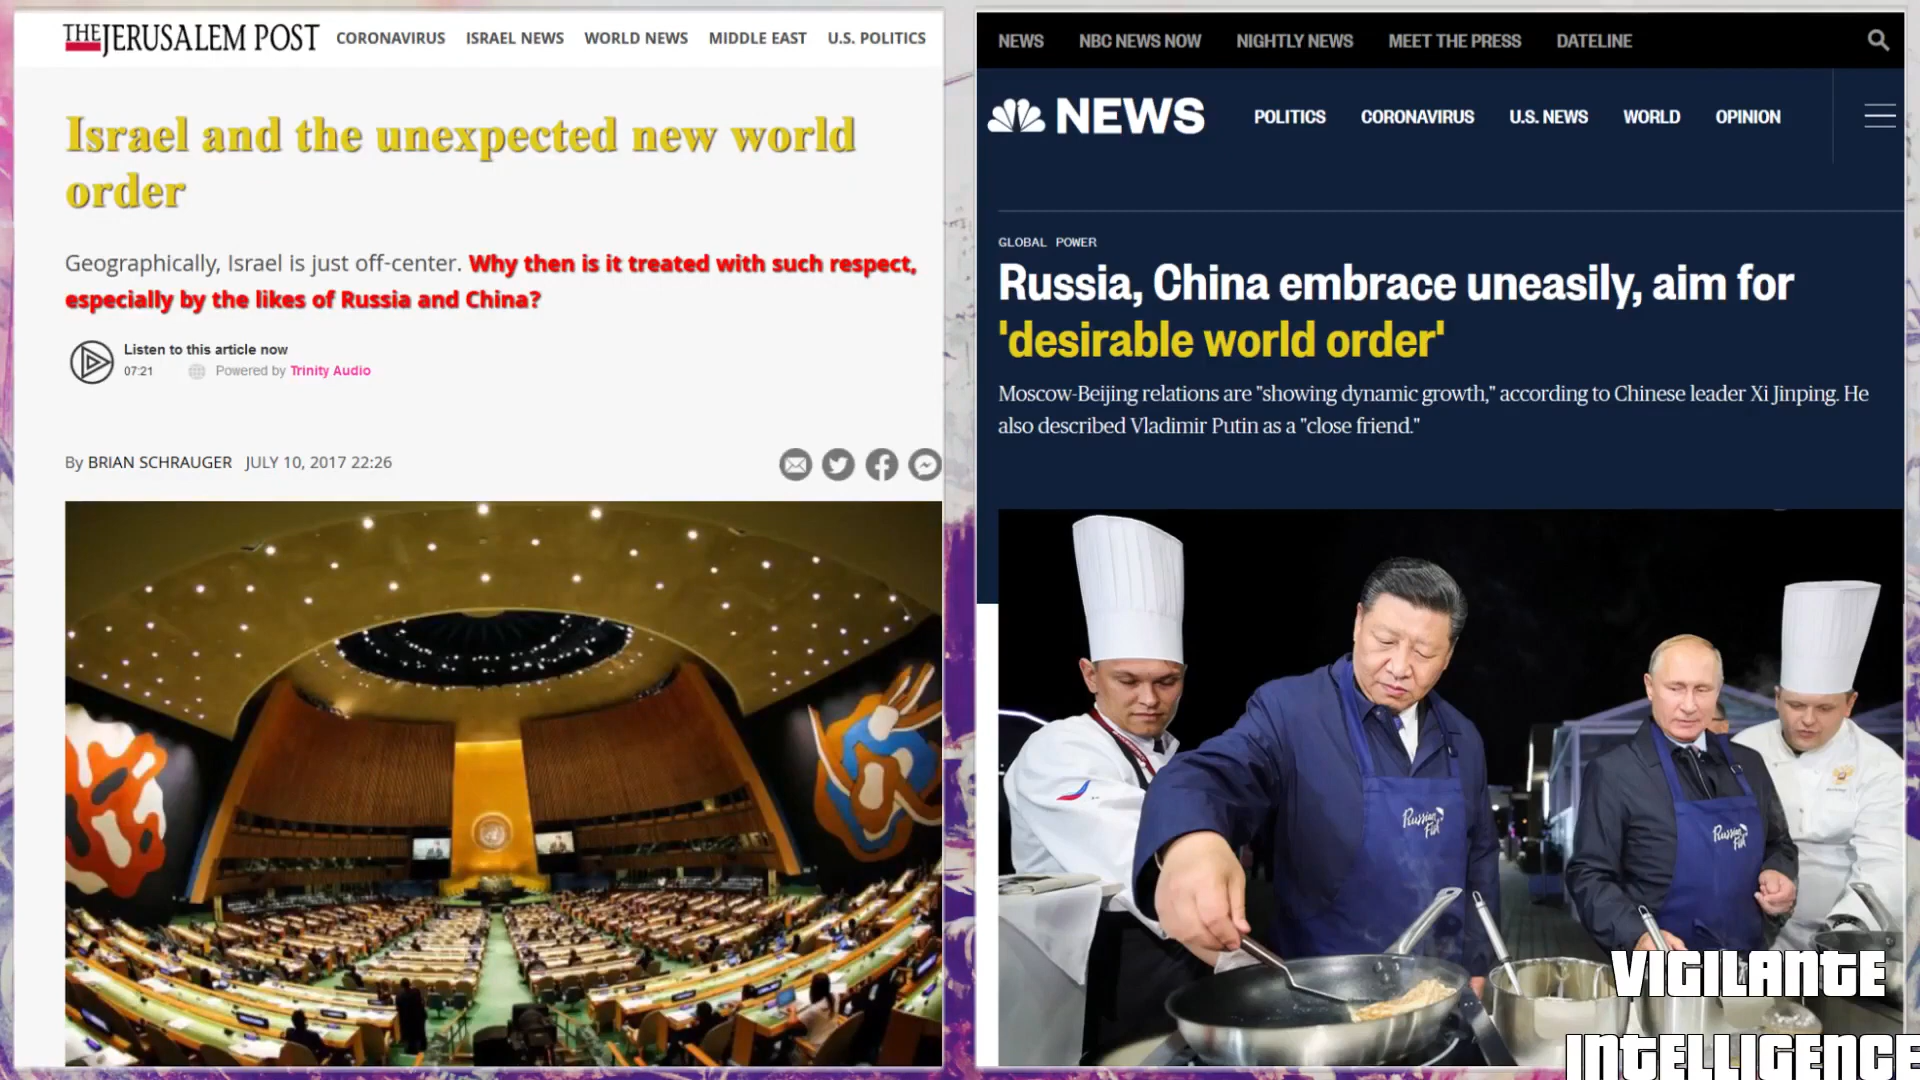 THE JERUSALEM POST CORONAVIRUS ISRAEL NEWS WORLD NEWS MIDDLE EAST U.S. POLITICS
Israel and the unexpected new world
order
Geographically, Israel is just off-center. Why then is it treated with such respect,
especially by the likes of Russia and China?
Listen to this article now
07:21 Powered by Trinity Audio
By BRIAN SCHRAUGER JULY 10, 2017 22:26
NEWS NBC NEWS NOW NIGHTLY NEWS MEET THE PRESS DATELINE
NEWS POLITICS CORONAVIRUS U.S. NEWS WORLD OPINION
GLOBAL POWER
Russia, China embrace uneasily, aim for
'desirable world order'
Moscow-Beijing relations are "showing dynamic growth," according to Chinese leader Xi Jinping. He
also described Vladimir Putin as a "close friend."
Russian
Fish
Russian
Fish
VIGILANTE
INTELLIGENCE